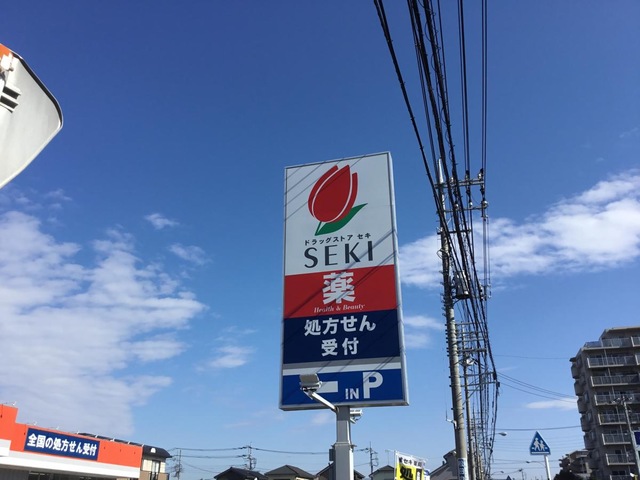 ドラッグストア セキ
SEKI
薬
Health & Beauty
処方せん
受付
IN P
全国の処方せん受付